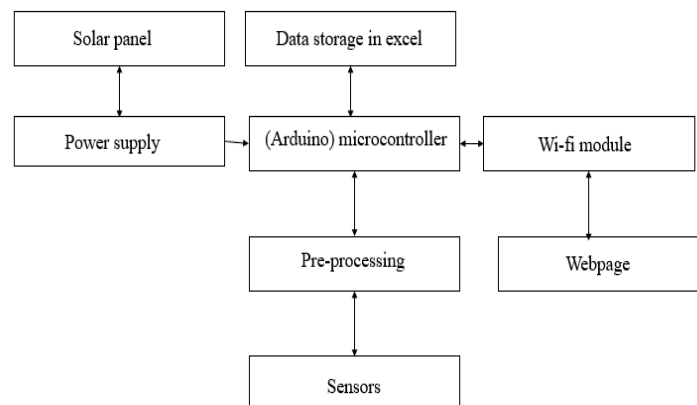 Solar panel
Data storage in excel
Power supply
(Arduino) microcontroller
Wi-fi module
Pre-processing
Webpage
Sensors